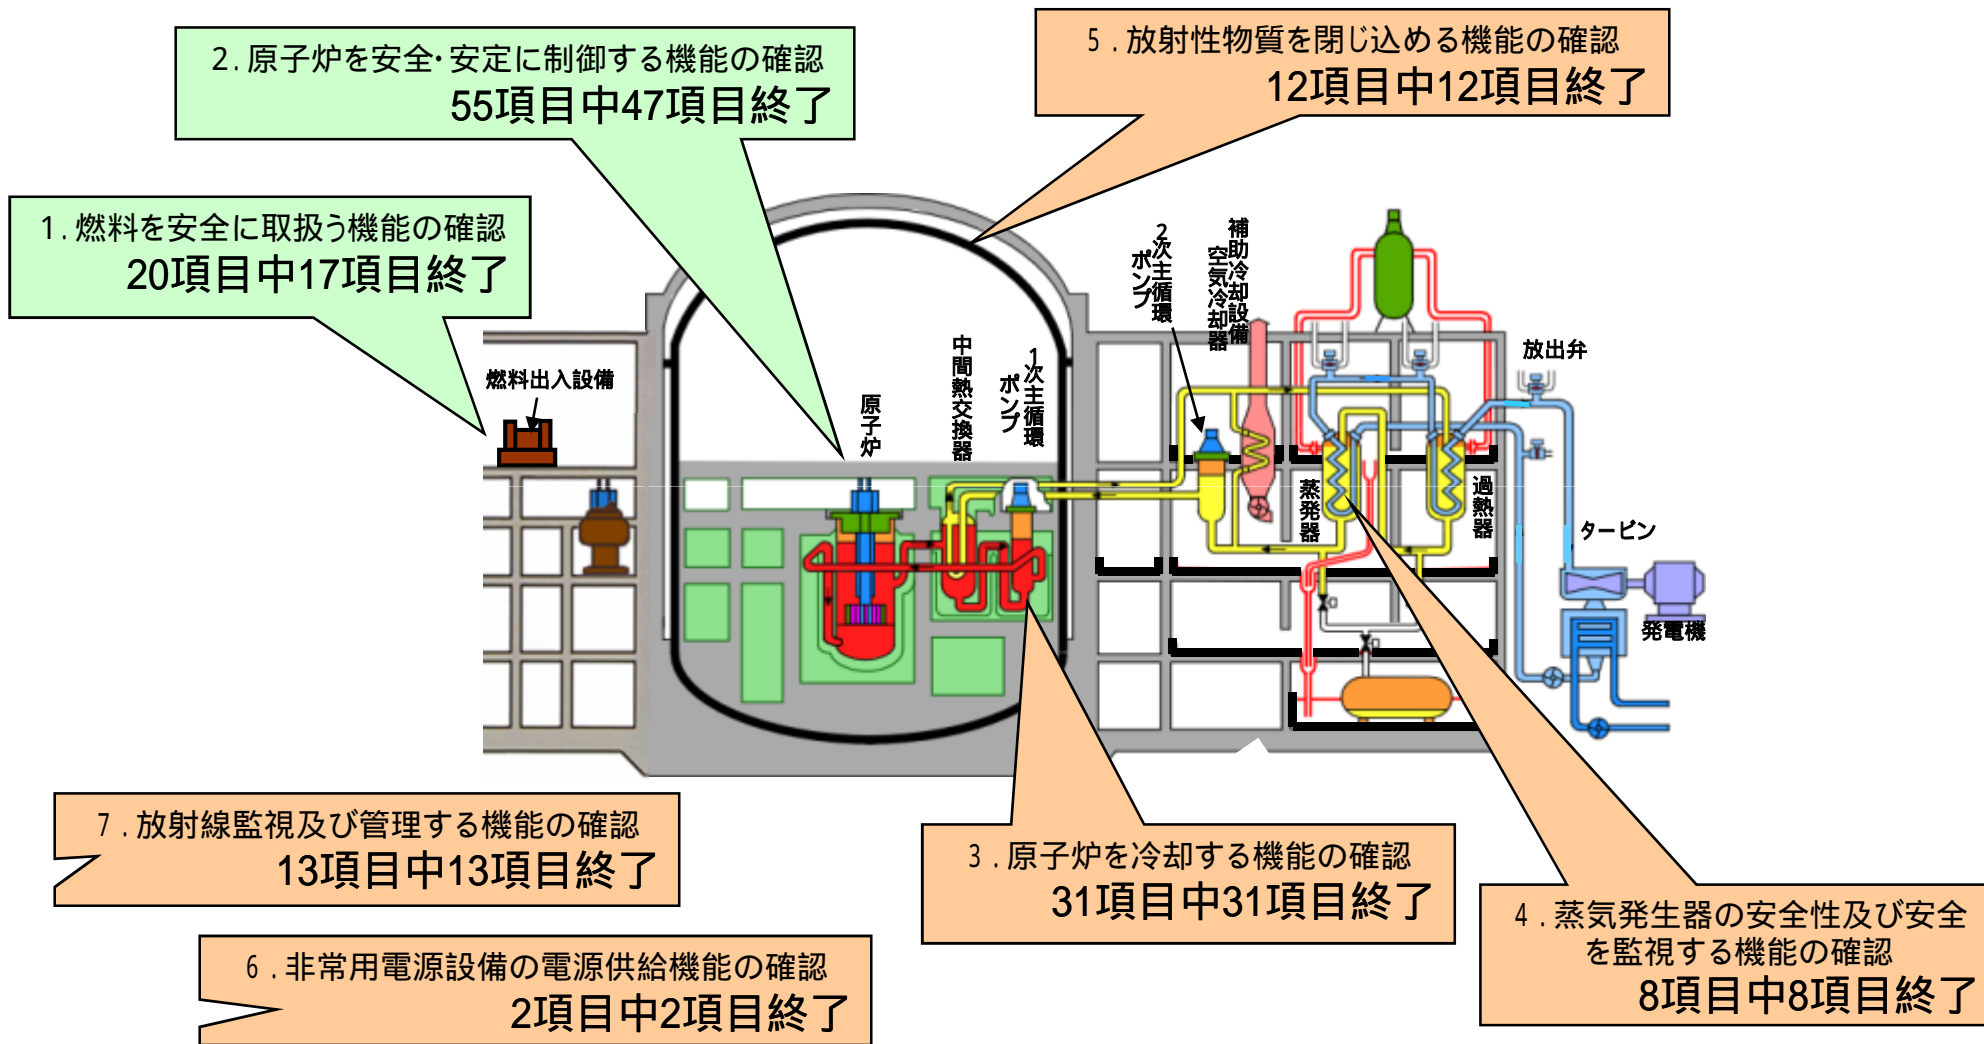 2.原子炉を安全・安定に制御する機能の確認
55項目中47項目終了
5.放射性物質を閉じ込める機能の確認
12項目中12項目終了
1.燃料を安全に取扱う機能の確認
20項目中17項目終了
燃料出入設備
原子炉
中間熱交換器
1次主循環
ポンプ
2次主循環
ポンプ
補助冷却設備
空気冷却器
蒸発器
過熱器
放出弁
タービン
発電機
7.放射線監視及び管理する機能の確認
13項目中13項目終了
3.原子炉を冷却する機能の確認
31項目中31項目終了
4.蒸気発生器の安全性及び安全
を監視する機能の確認
8項目中8項目終了
6.非常用電源設備の電源供給機能の確認
2項目中2項目終了